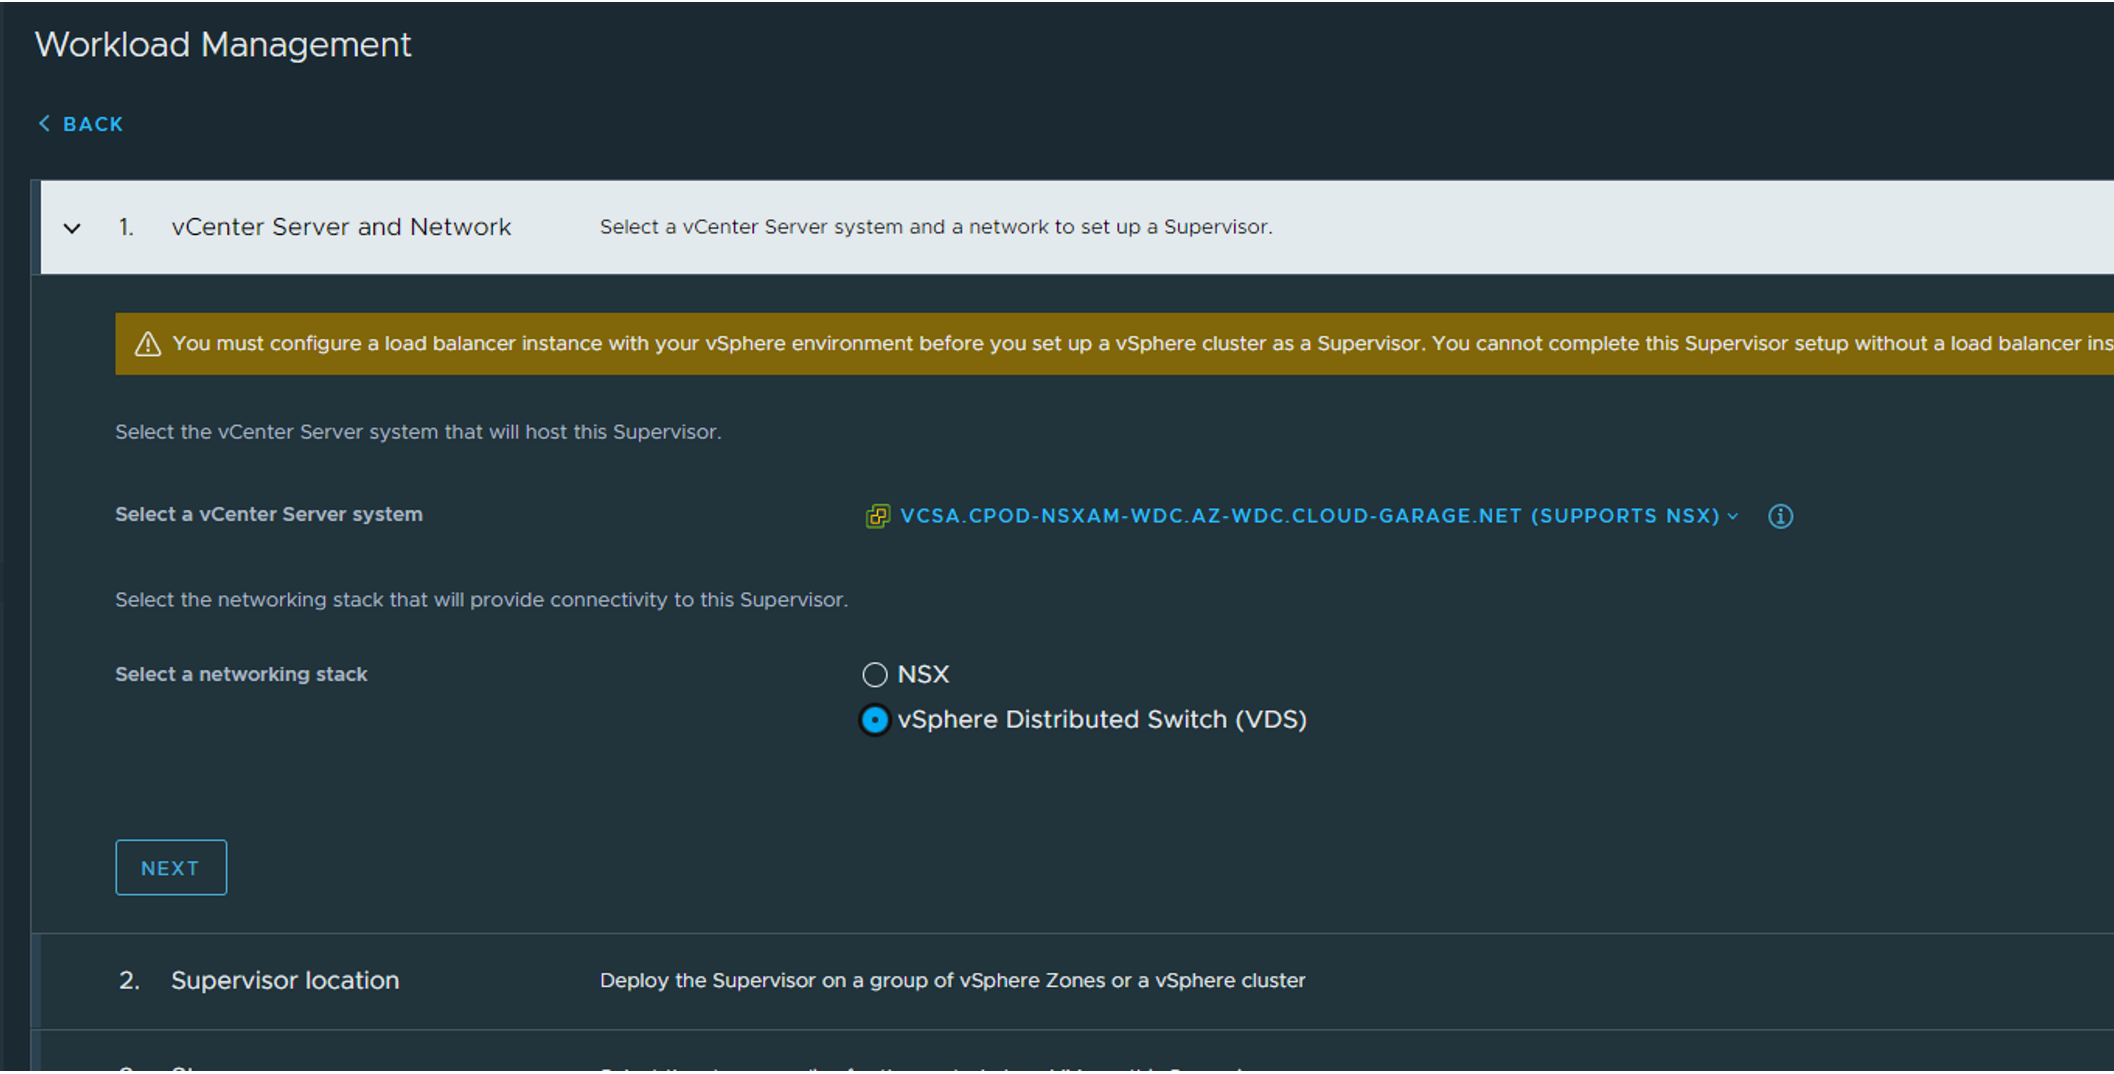 Workload Management
BACK
1. vCenter Server and Network Select a vCenter Server system and a network to set up a Supervisor.
You must configure a load balancer instance with your vSphere environment before you set up a vSphere cluster as a Supervisor. You cannot complete this Supervisor setup without a load balancer ins
Select the vCenter Server system that will host this Supervisor.
Select a vCenter Server system VCSA.CPOD-NSXAM-WDC.AZ-WDC.CLOUD-GARAGE.NET (SUPPORTS NSX)
Select the networking stack that will provide connectivity to this Supervisor.
Select a networking stack NSX
vSphere Distributed Switch (VDS)
NEXT
2. Supervisor location Deploy the Supervisor on a group of vSphere Zones or a vSphere cluster